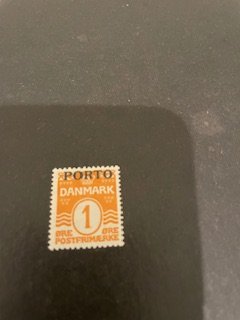 PORTO
DANMARK
1
ØRE ØRE
POSTFRIMÆRKE